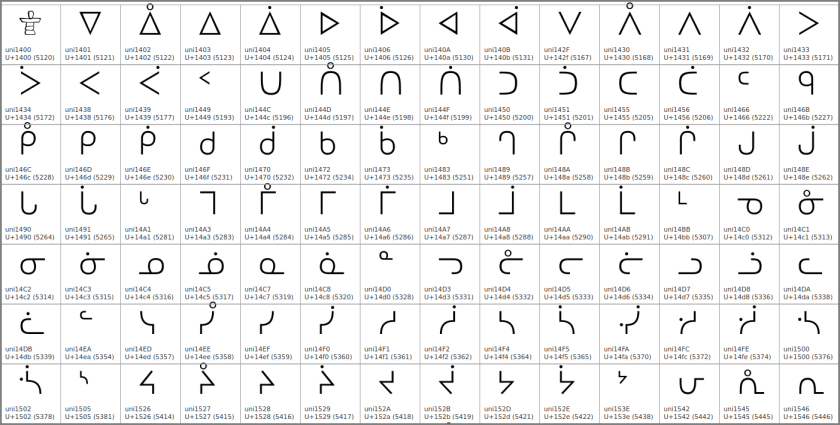 ᐁ ᐂ ᐃ ᐄ ᐅ ᐆ ᐊ ᐋ ᐯ ᐰ ᐱ ᐲ ᐳ
uni1400 uni1401 uni1402 uni1403 uni1404 uni1405 uni1406 uni140A uni140B uni142F uni1430 uni1431 uni1432 uni1433
U+1400 (5120) U+1401 (5121) U+1402 (5122) U+1403 (5123) U+1404 (5124) U+1405 (5125) U+1406 (5126) U+140a (5130) U+140b (5131) U+142f (5167) U+1430 (5168) U+1431 (5169) U+1432 (5170) U+1433 (5171)
ᐴ ᐸ ᐹ ᑉ ᑌ ᑍ ᑎ ᑏ ᑐ ᑑ ᑕ ᑖ ᑦ ᑫ
uni1434 uni1438 uni1439 uni1449 uni144C uni144D uni144E uni144F uni1450 uni1451 uni1455 uni1456 uni1466 uni146B
U+1434 (5172) U+1438 (5176) U+1439 (5177) U+1449 (5193) U+144c (5196) U+144d (5197) U+144e (5198) U+144f (5199) U+1450 (5200) U+1451 (5201) U+1455 (5205) U+1456 (5206) U+1466 (5222) U+146b (5227)
ᑬ ᑭ ᑮ ᑯ ᑰ ᑲ ᑳ ᒃ ᒉ ᒊ ᒋ ᒌ ᒍ ᒎ
uni146C uni146D uni146E uni146F uni1470 uni1472 uni1473 uni1483 uni1489 uni148A uni148B uni148C uni148D uni148E
U+146c (5228) U+146d (5229) U+146e (5230) U+146f (5231) U+1470 (5232) U+1472 (5234) U+1473 (5235) U+1483 (5251) U+1489 (5257) U+148a (5258) U+148b (5259) U+148c (5260) U+148d (5261) U+148e (5262)
ᒐ ᒑ ᒡ ᒣ ᒤ ᒥ ᒦ ᒧ ᒨ ᒪ ᒫ ᒻ ᓀ ᓁ
uni1490 uni1491 uni14A1 uni14A3 uni14A4 uni14A5 uni14A6 uni14A7 uni14A8 uni14AA uni14AB uni14BB uni14C0 uni14C1
U+1490 (5264) U+1491 (5265) U+14a1 (5281) U+14a3 (5283) U+14a4 (5284) U+14a5 (5285) U+14a6 (5286) U+14a7 (5287) U+14a8 (5288) U+14aa (5290) U+14ab (5291) U+14bb (5307) U+14c0 (5312) U+14c1 (5313)
ᓂ ᓃ ᓄ ᓅ ᓇ ᓈ ᓐ ᓓ ᓔ ᓕ ᓖ ᓗ ᓘ ᓚ
uni14C2 uni14C3 uni14C4 uni14C5 uni14C7 uni14C8 uni14D0 uni14D3 uni14D4 uni14D5 uni14D6 uni14D7 uni14D8 uni14DA
U+14c2 (5314) U+14c3 (5315) U+14c4 (5316) U+14c5 (5317) U+14c7 (5319) U+14c8 (5320) U+14d0 (5328) U+14d3 (5331) U+14d4 (5332) U+14d5 (5333) U+14d6 (5334) U+14d7 (5335) U+14d8 (5336) U+14da (5338)
ᓛ ᓪ ᓭ ᓮ ᓯ ᓰ ᓱ ᓲ ᓴ ᓵ ᓺ ᓼ ᓾ ᔀ
uni14DB uni14EA uni14ED uni14EE uni14EF uni14F0 uni14F1 uni14F2 uni14F4 uni14F5 uni14FA uni14FC uni14FE uni1500
U+14db (5339) U+14ea (5354) U+14ed (5357) U+14ee (5358) U+14ef (5359) U+14f0 (5360) U+14f1 (5361) U+14f2 (5362) U+14f4 (5364) U+14f5 (5365) U+14fa (5370) U+14fc (5372) U+14fe (5374) U+1500 (5376)
ᔂ ᔅ ᔦ ᔧ ᔨ ᔩ ᔪ ᔫ ᔭ ᔮ ᔾ ᕂ ᕅ ᕆ
uni1502 uni1505 uni1526 uni1527 uni1528 uni1529 uni152A uni152B uni152D uni152E uni153E uni1542 uni1545 uni1546
U+1502 (5378) U+1505 (5381) U+1526 (5414) U+1527 (5415) U+1528 (5416) U+1529 (5417) U+152a (5418) U+152b (5419) U+152d (5421) U+152e (5422) U+153e (5438) U+1542 (5442) U+1545 (5445) U+1546 (5446)